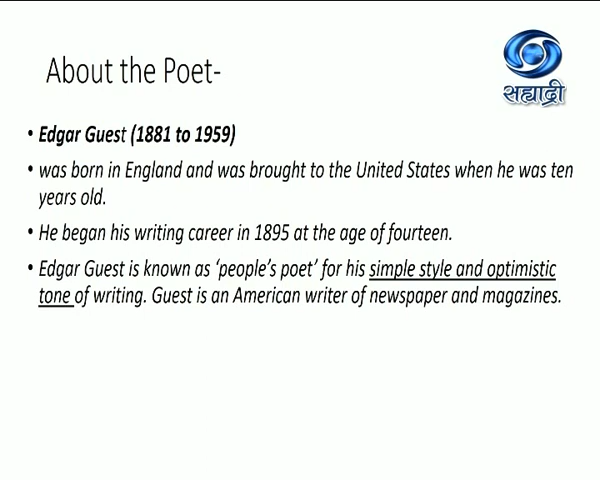 About the Poet-
सह्याद्री
• Edgar Guest (1881 to 1959)
• was born in England and was brought to the United States when he was ten
years old.
• He began his writing career in 1895 at the age of fourteen.
• Edgar Guest is known as ‘people’s poet’ for his simple style and optimistic
tone of writing. Guest is an American writer of newspaper and magazines.